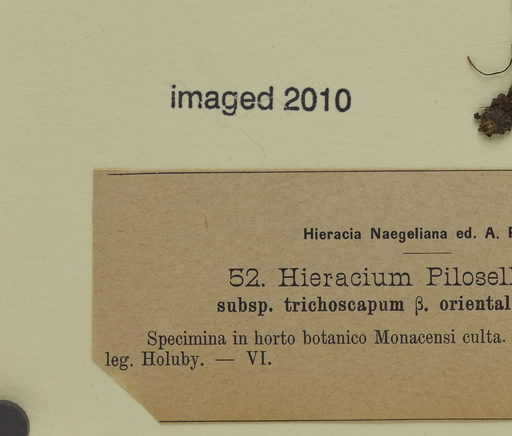 imaged 2010
Hieracia Naegeliana ed. A.
52. Hieracium Pilosell
subsp. trichoscapum β. oriental
Specimina in horto botanico Monacensi culta.
leg. Holuby. — VI.